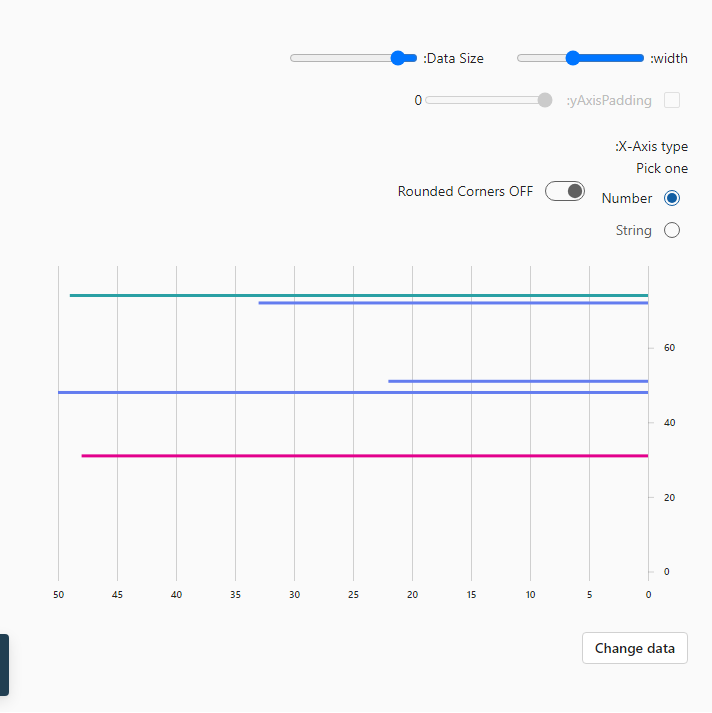 :width
:Data Size
:yAxisPadding
0
:X-Axis type
Pick one
Number
Rounded Corners OFF
String
60
40
20
0
50 45 40 35 30 25 20 15 10 5 0
Change data